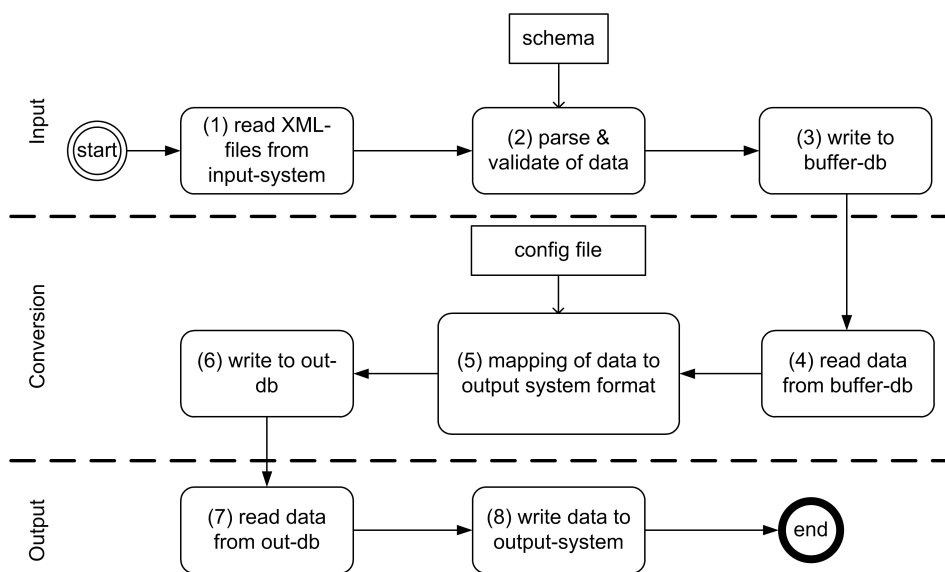 schema
Input
start
(1) read XML-
files from
input-system
(2) parse &
validate of data
(3) write to
buffer-db
config file
Conversion
(6) write to out-
db
(5) mapping of data to
output system format
(4) read data
from buffer-db
Output
(7) read data
from out-db
(8) write data to
output-system
end